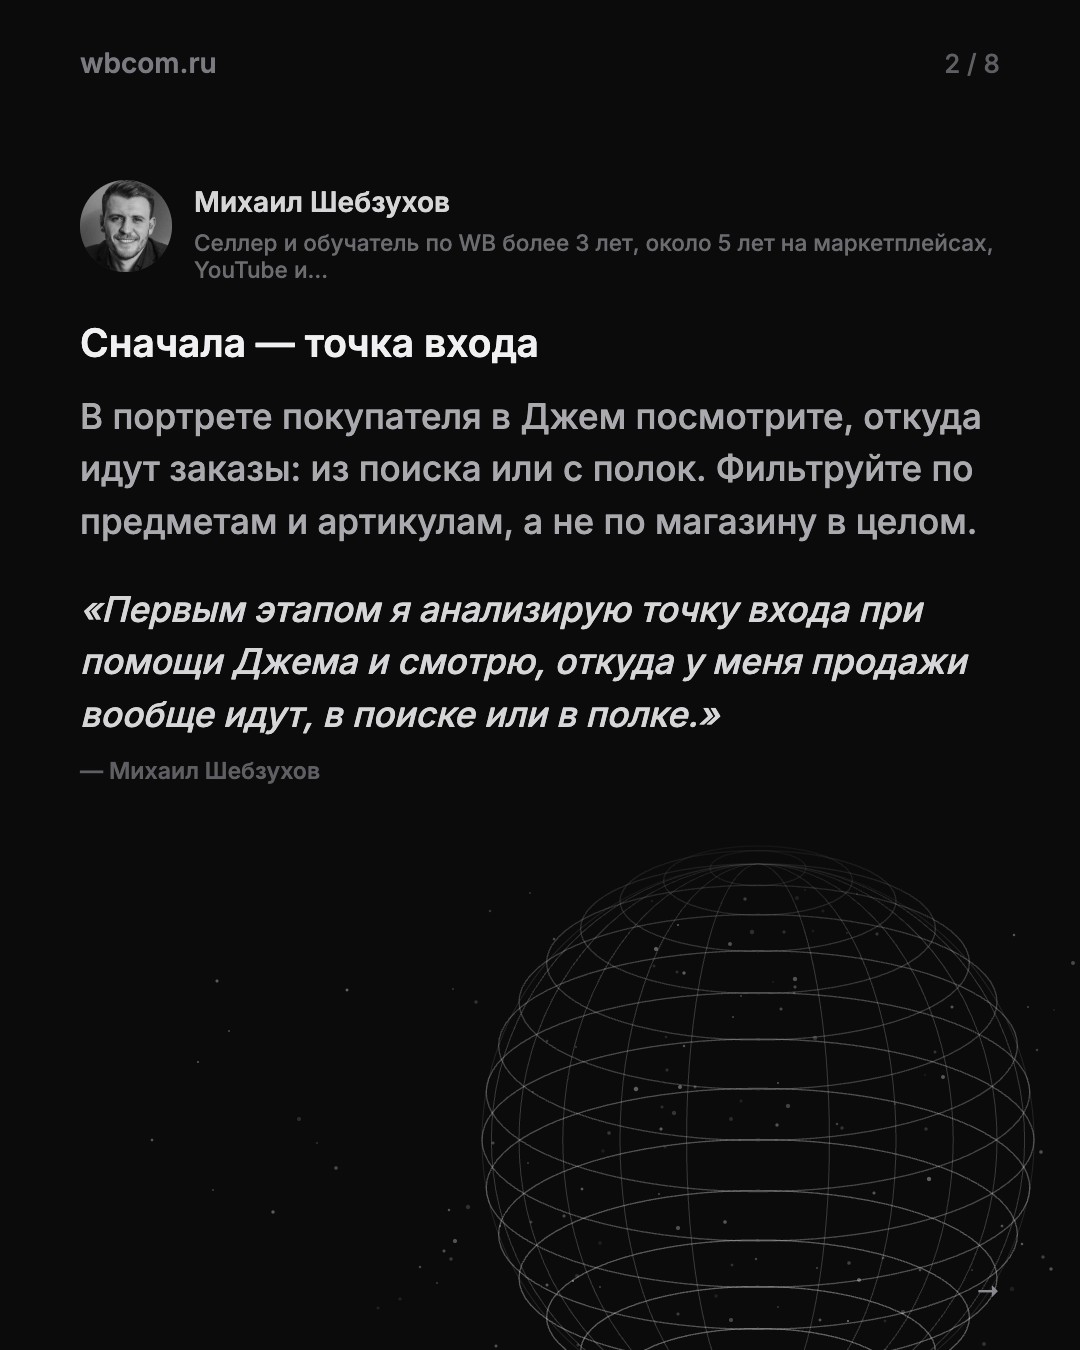 wbcom.ru
2 / 8
Михаил Шебзухов
Селлер и обучатель по WB более 3 лет, около 5 лет на маркетплейсах,
YouTube и...
Сначала — точка входа
В портрете покупателя в Джем посмотрите, откуда
идут заказы: из поиска или с полок. Фильтруйте по
предметам и артикулам, а не по магазину в целом.
«Первым этапом я анализирую точку входа при
помощи Джема и смотрю, откуда у меня продажи
вообще идут, в поиске или в полке.»
— Михаил Шебзухов
→